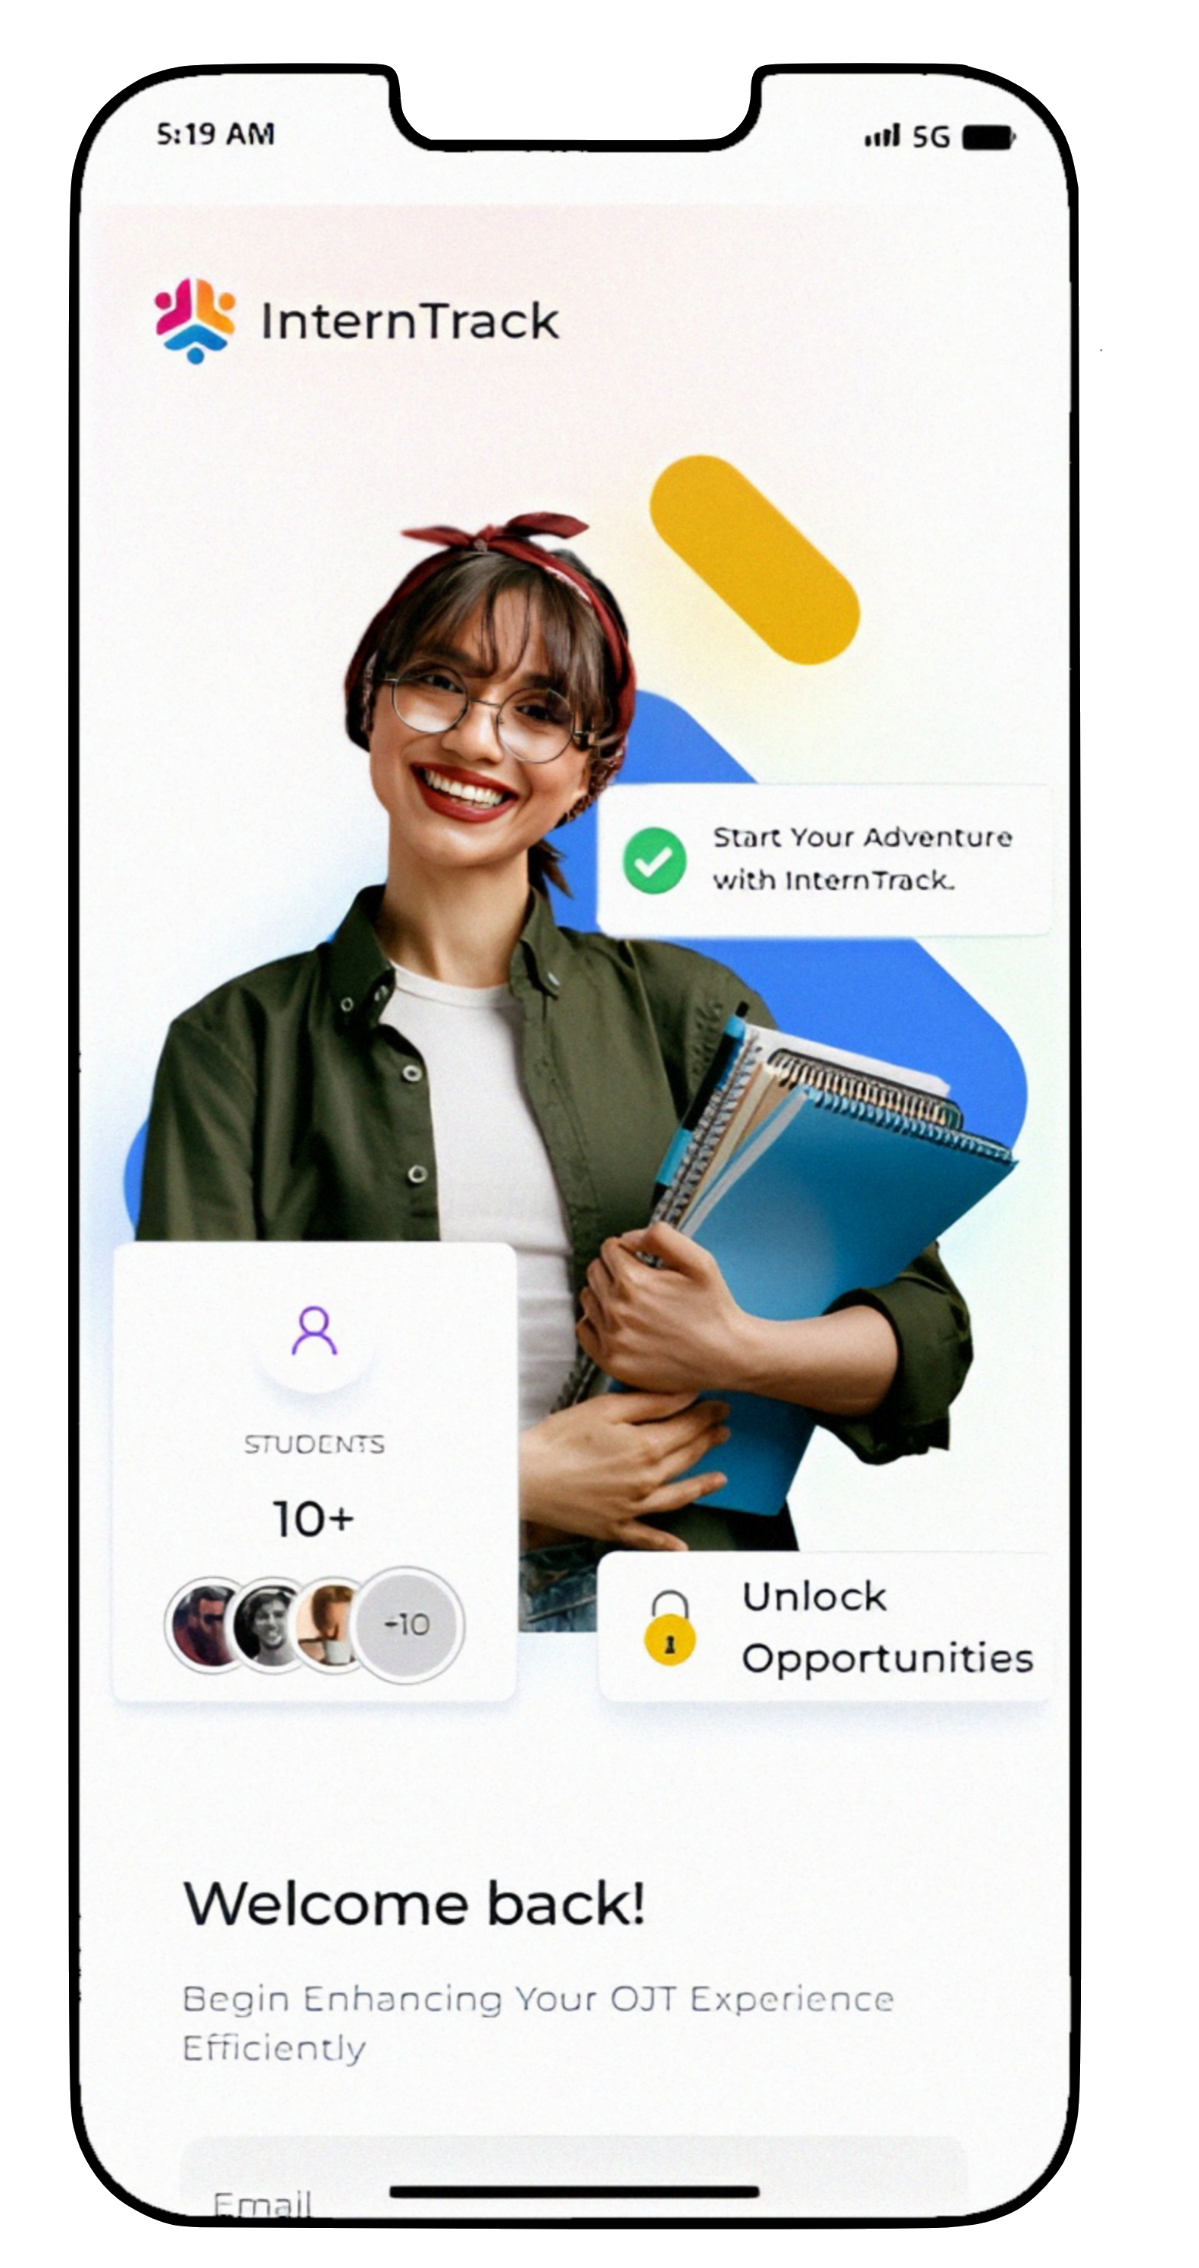 5:19 AM
5G
InternTrack
Start Your Adventure
with InternTrack.
STUDENTS
10+
+10
Unlock
Opportunities
Welcome back!
Begin Enhancing Your OJT Experience
Efficiently
Email